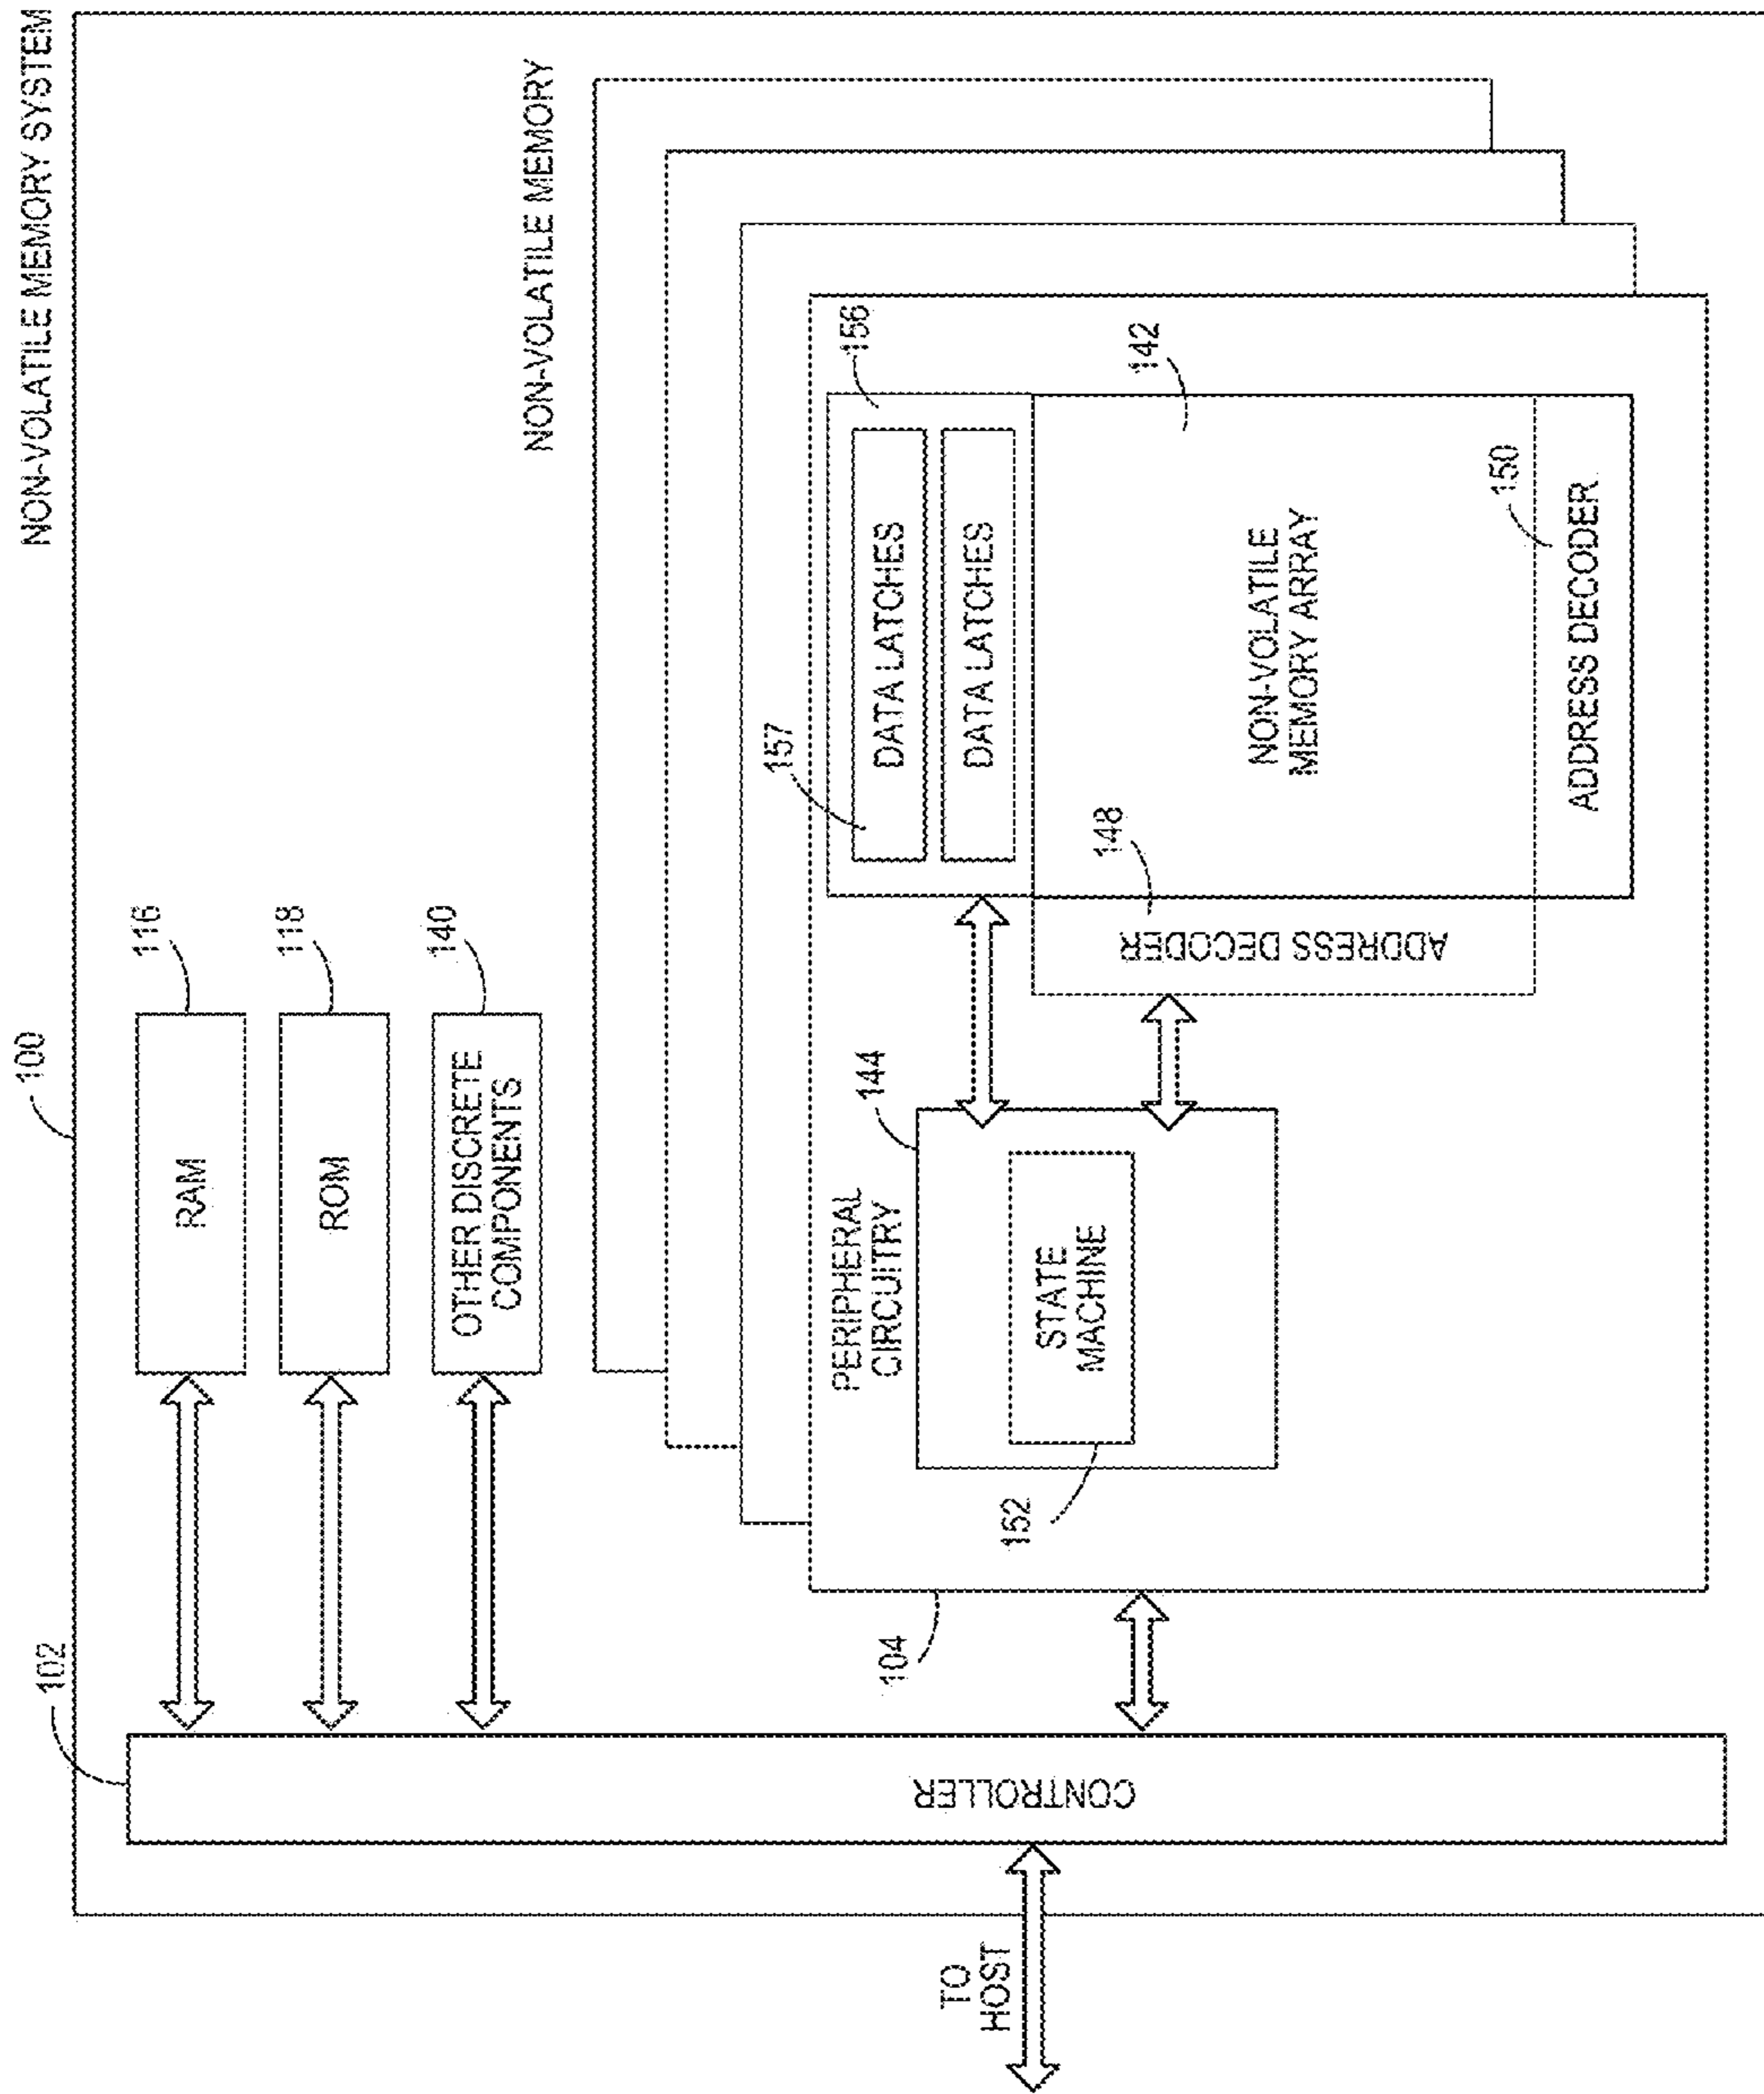 NON-VOLATILE MEMORY SYSTEM
100
102
RAM
116
ROM
118
OTHER DISCRETE
COMPONENTS
140
NON-VOLATILE MEMORY
TO
HOST
CONTROLLER
104
PERIPHERAL
CIRCUITRY
144
STATE
MACHINE
152
157
156
DATA LATCHES
DATA LATCHES
148
ADDRESS DECODER
142
NON-VOLATILE
MEMORY ARRAY
150
ADDRESS DECODER